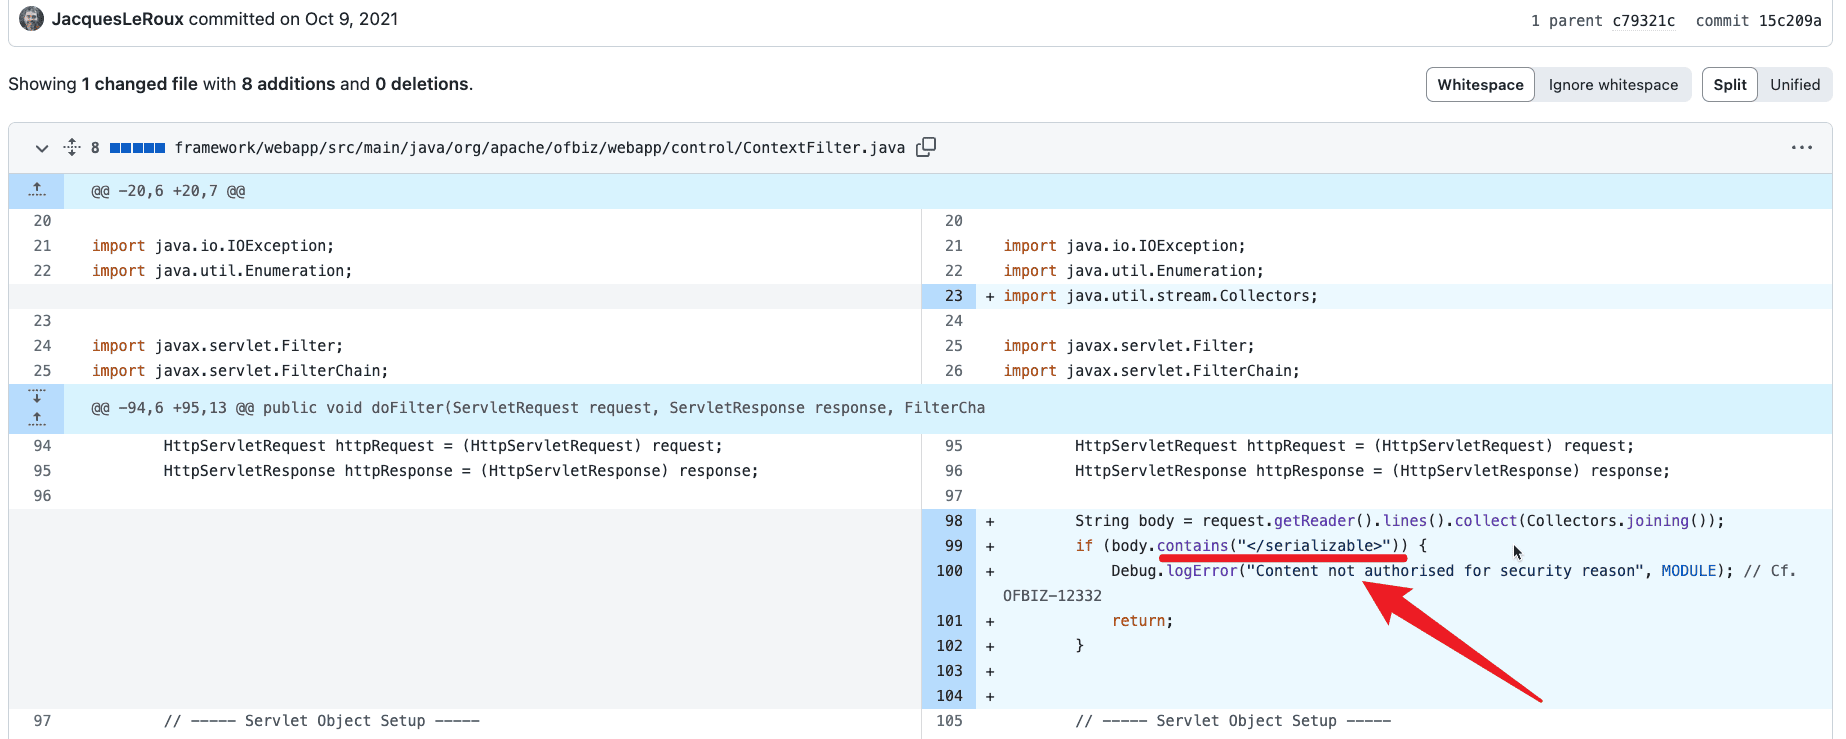 JacquesLeRoux committed on Oct 9, 2021
1 parent c79321c commit 15c209a
Showing 1 changed file with 8 additions and 0 deletions.
Whitespace Ignore whitespace Split Unified
8 framework/webapp/src/main/java/org/apache/ofbiz/webapp/control/ContextFilter.java
@@ -20,6 +20,7 @@
20
21 import java.io.IOException;
22 import java.util.Enumeration;
23
24 import javax.servlet.Filter;
25 import javax.servlet.FilterChain;
20
21 import java.io.IOException;
22 import java.util.Enumeration;
23 + import java.util.stream.Collectors;
24
25 import javax.servlet.Filter;
26 import javax.servlet.FilterChain;
@@ -94,6 +95,13 @@ public void doFilter(ServletRequest request, ServletResponse response, FilterCha
94 HttpServletRequest httpRequest = (HttpServletRequest) request;
95 HttpServletResponse httpResponse = (HttpServletResponse) response;
96
97 // ----- Servlet Object Setup -----
95 HttpServletRequest httpRequest = (HttpServletRequest) request;
96 HttpServletResponse httpResponse = (HttpServletResponse) response;
97
98 + String body = request.getReader().lines().collect(Collectors.joining());
99 + if (body.contains("</serializable>")) {
100 + Debug.logError("Content not authorised for security reason", MODULE); // Cf.
OFBIZ-12332
101 + return;
102 + }
103 +
104 +
105 // ----- Servlet Object Setup -----